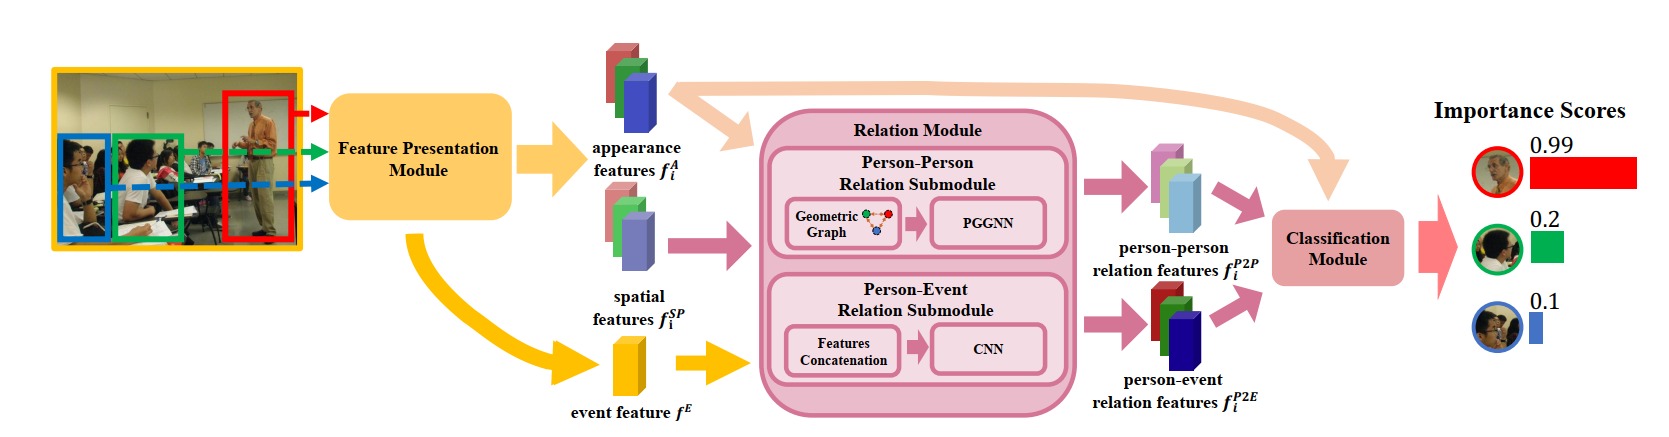 Feature Presentation
Module
appearance
features f_i^A
spatial
features f_i^SP
event feature f^E
Relation Module
Person-Person
Relation Submodule
Geometric
Graph
PGGNN
Person-Event
Relation Submodule
Features
Concatenation
CNN
person-person
relation features f_i^P2P
person-event
relation features f_i^P2E
Classification
Module
Importance Scores
0.99
0.2
0.1